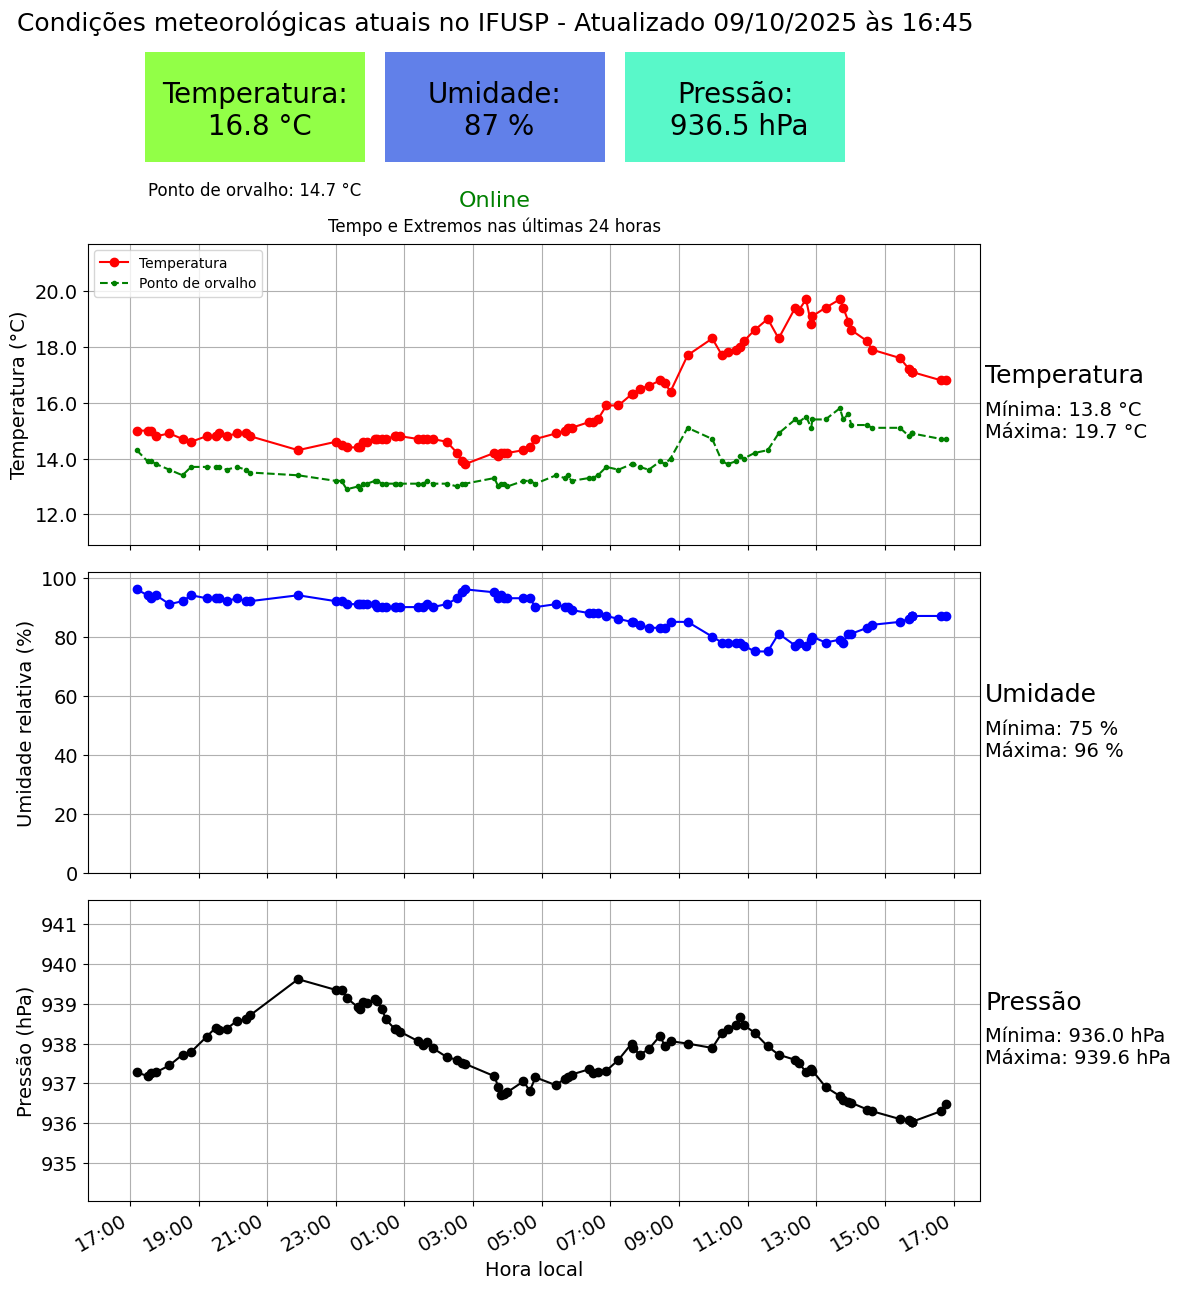 Condições meteorológicas atuais no IFUSP - Atualizado 09/10/2025 às 16:45
Temperatura:
16.8 °C
Umidade:
87 %
Pressão:
936.5 hPa
Ponto de orvalho: 14.7 °C
Online
Tempo e Extremos nas últimas 24 horas
Temperatura
Ponto de orvalho
Temperatura (°C)
20.0
18.0
16.0
14.0
12.0
Temperatura
Mínima: 13.8 °C
Máxima: 19.7 °C
Umidade relativa (%)
100
80
60
40
20
0
Umidade
Mínima: 75 %
Máxima: 96 %
Pressão (hPa)
941
940
939
938
937
936
935
Pressão
Mínima: 936.0 hPa
Máxima: 939.6 hPa
17:00
19:00
21:00
23:00
01:00
03:00
05:00
07:00
09:00
11:00
13:00
15:00
17:00
Hora local